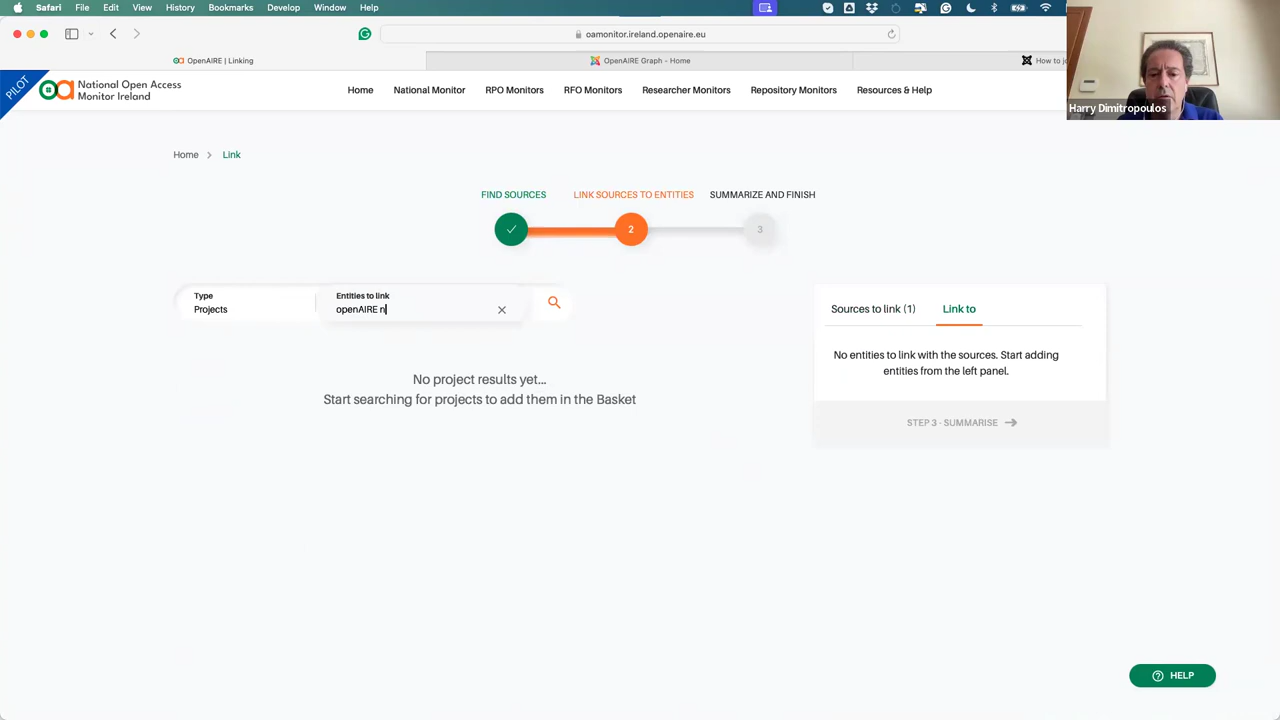 Safari File Edit View History Bookmarks Develop Window Help
oamonitor.ireland.openaire.eu
OpenAIRE | Linking
OpenAIRE Graph - Home
How to jo
PILOT
National Open Access
Monitor Ireland
Home National Monitor RPO Monitors RFO Monitors Researcher Monitors Repository Monitors Resources & Help
Harry Dimitropoulos
Home > Link
FIND SOURCES LINK SOURCES TO ENTITIES SUMMARIZE AND FINISH
2 3
Type
Projects
Entities to link
openAIRE n
Sources to link (1) Link to
No entities to link with the sources. Start adding
entities from the left panel.
No project results yet...
Start searching for projects to add them in the Basket
STEP 3 - SUMMARISE
HELP